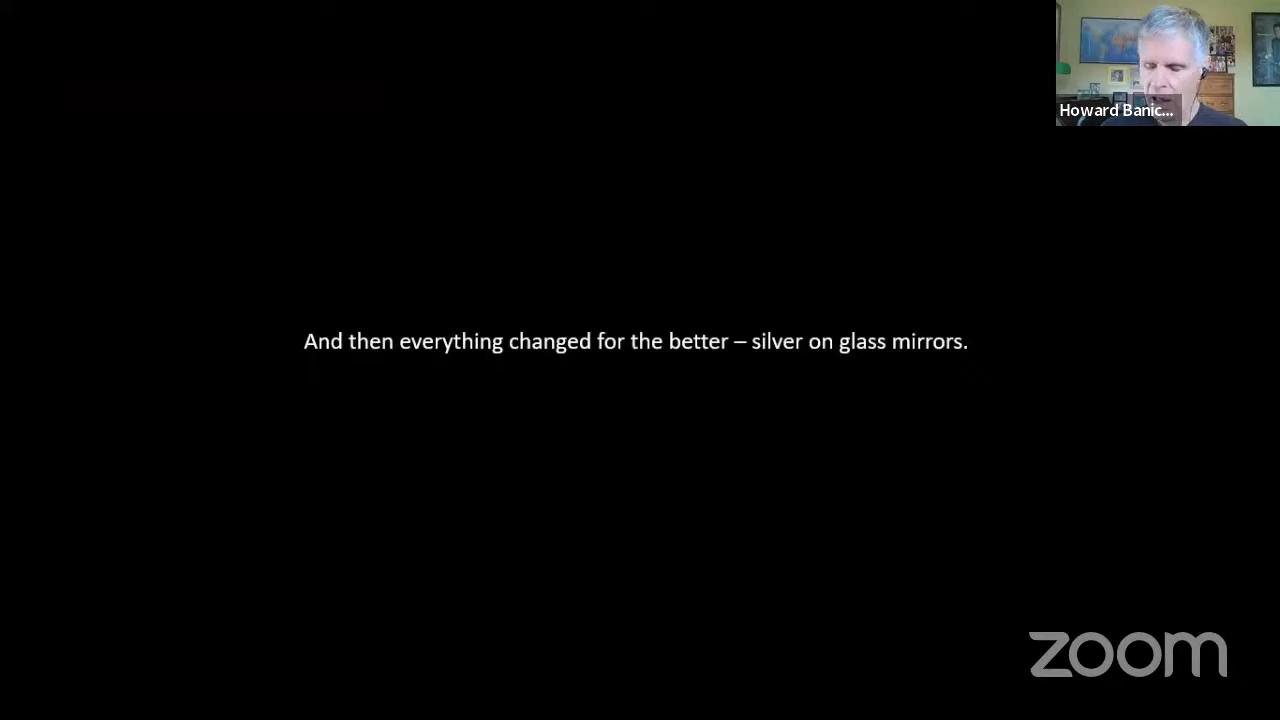 Howard Banic...
And then everything changed for the better – silver on glass mirrors.
zoom